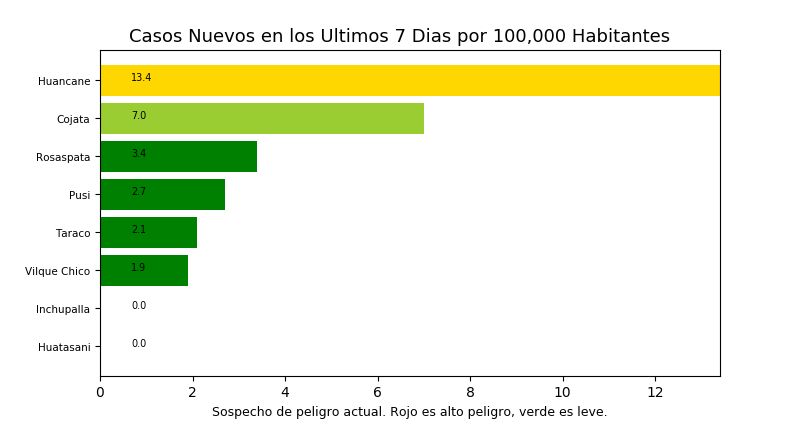 Casos Nuevos en los Ultimos 7 Dias por 100,000 Habitantes
Huancane 13.4
Cojata 7.0
Rosaspata 3.4
Pusi 2.7
Taraco 2.1
Vilque Chico 1.9
Inchupalla 0.0
Huatasani 0.0
0 2 4 6 8 10 12
Sospecho de peligro actual. Rojo es alto peligro, verde es leve.